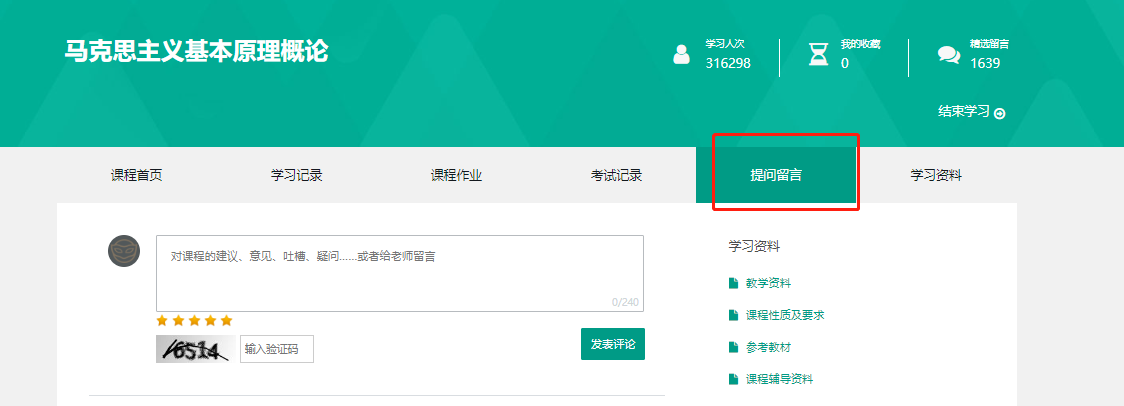 马克思主义基本原理概论
学习人次
316298
我的收藏
0
精选留言
1639
结束学习
课程首页
学习记录
课程作业
考试记录
提问留言
学习资料
对课程的建议、意见、吐槽、疑问......或者给老师留言
0/240
6514
输入验证码
发表评论
学习资料
教学资料
课程性质及要求
参考教材
课程辅导资料